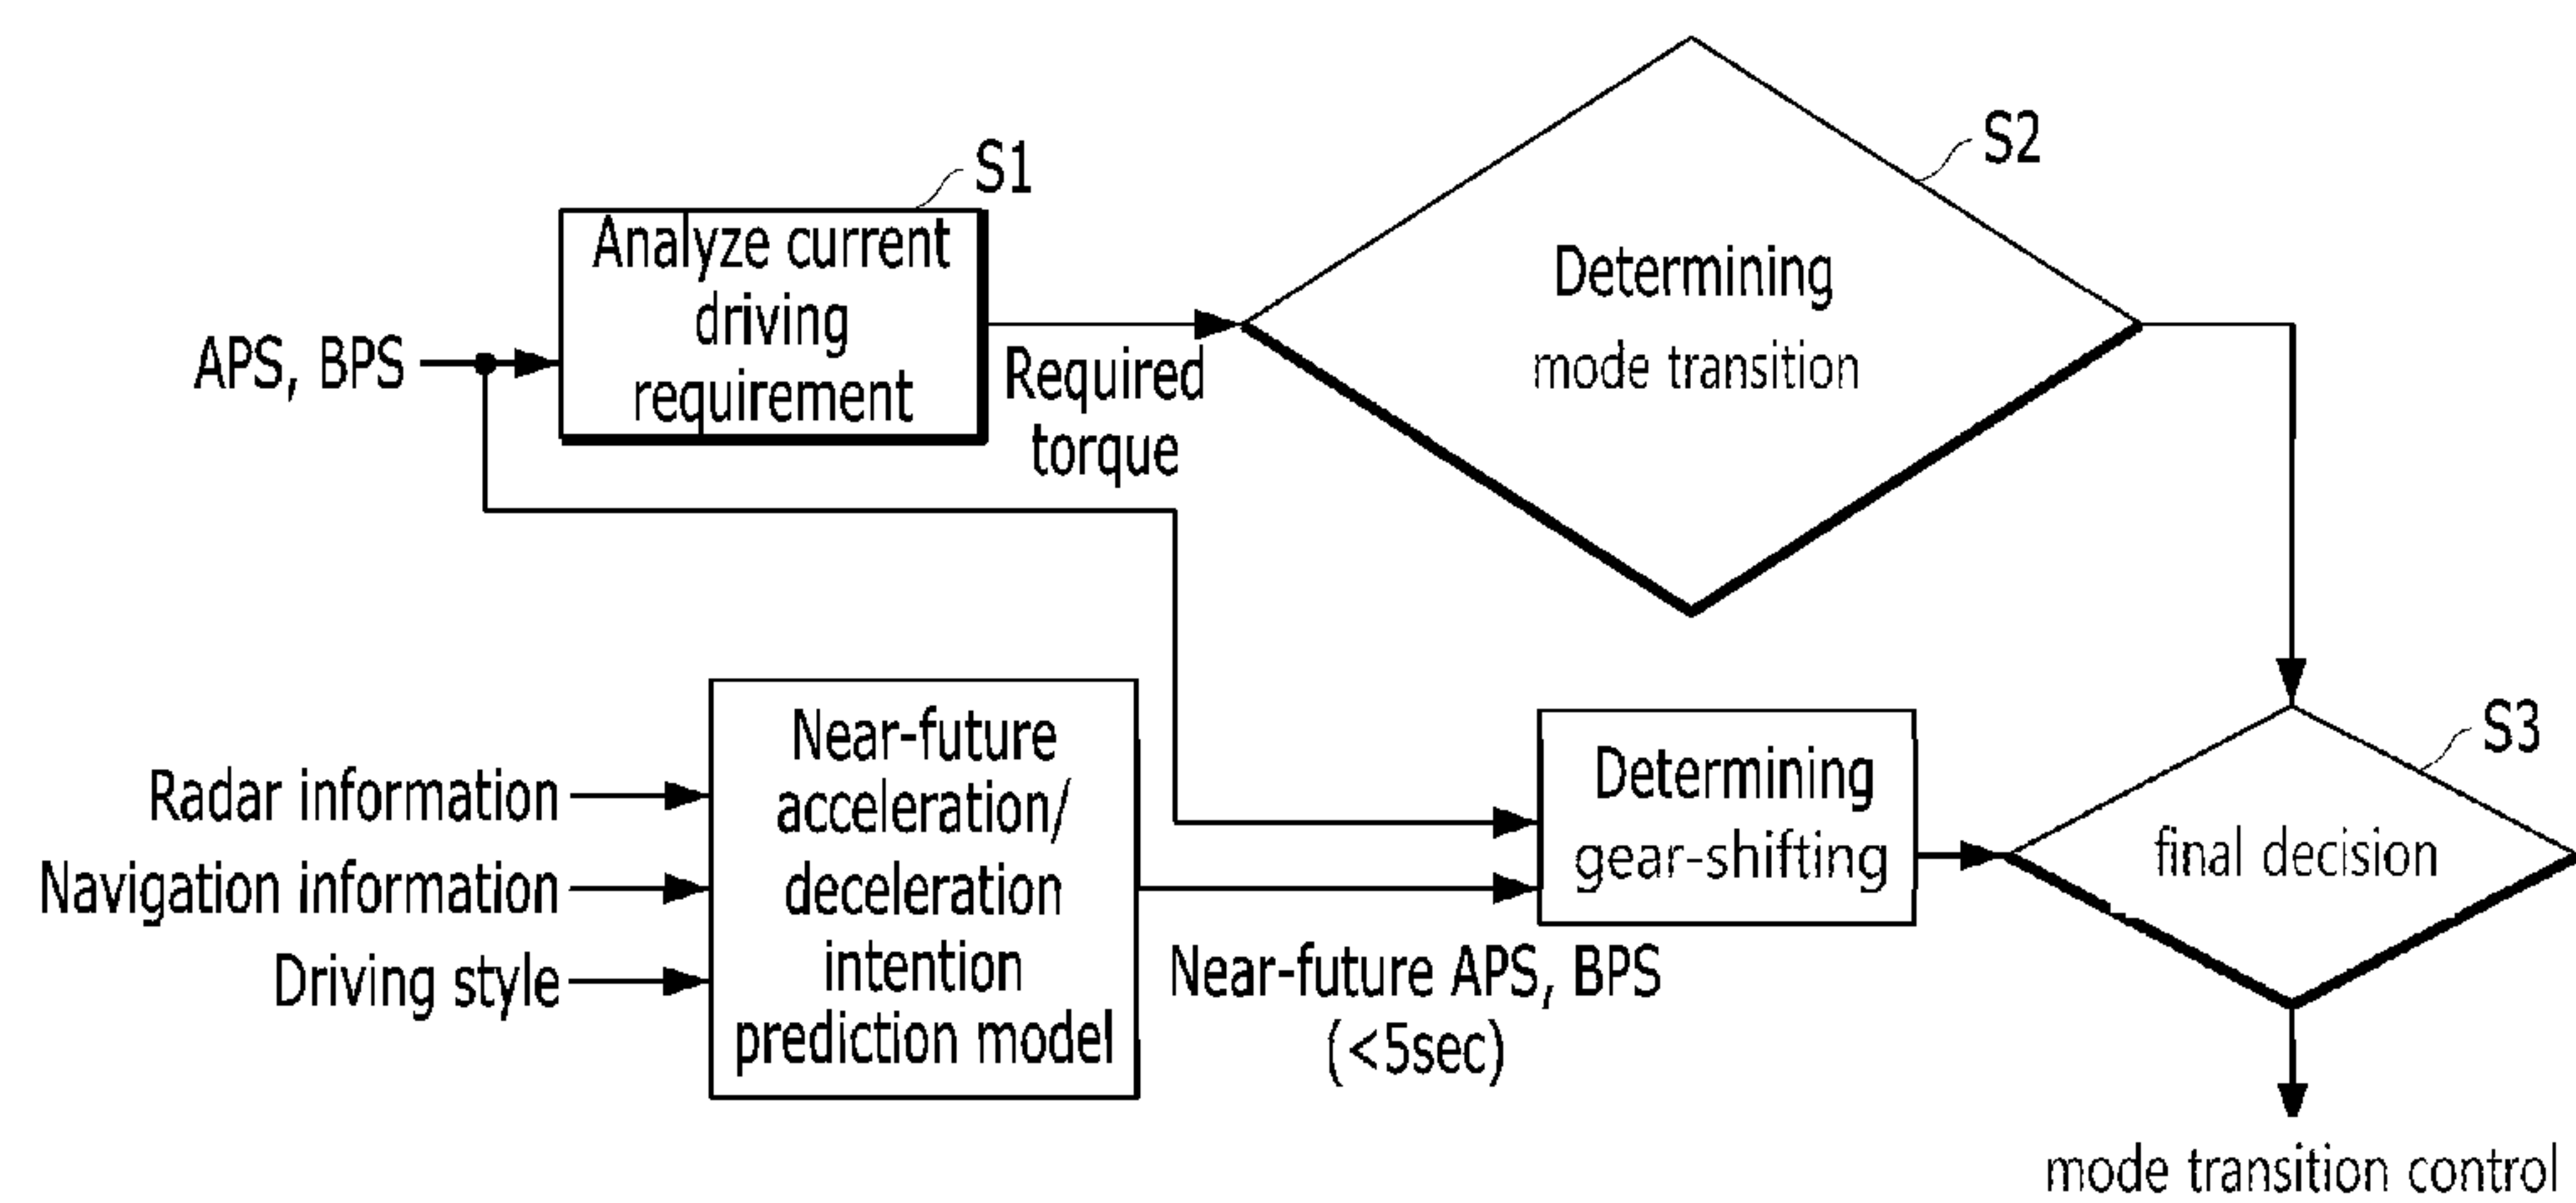 S1
S2
Analyze current
driving
requirement
APS, BPS
Required
torque
Determining
mode transition
S3
Near-future
acceleration/
deceleration
intention
prediction model
Radar information
Navigation information
Driving style
Determining
gear-shifting
final decision
Near-future APS, BPS
(<5sec)
mode transition control